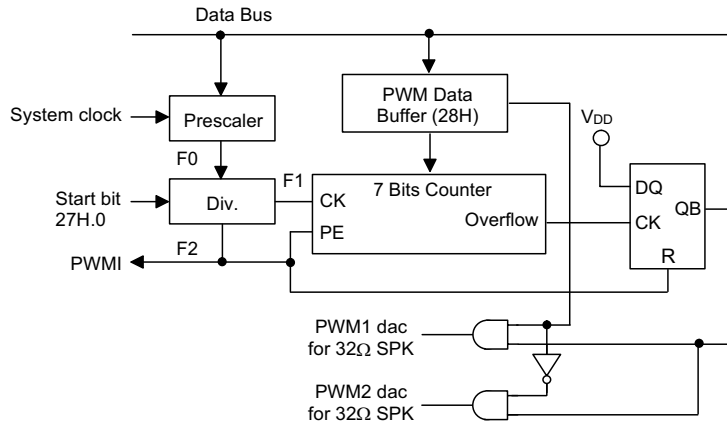 Data Bus
System clock
Prescaler
PWM Data
Buffer (28H)
VDD
F0
Start bit
27H.0
Div.
F1
7 Bits Counter
CK
PE
Overflow
DQ
CK
QB
R
F2
PWMI
PWM1 dac
for 32Ω SPK
PWM2 dac
for 32Ω SPK